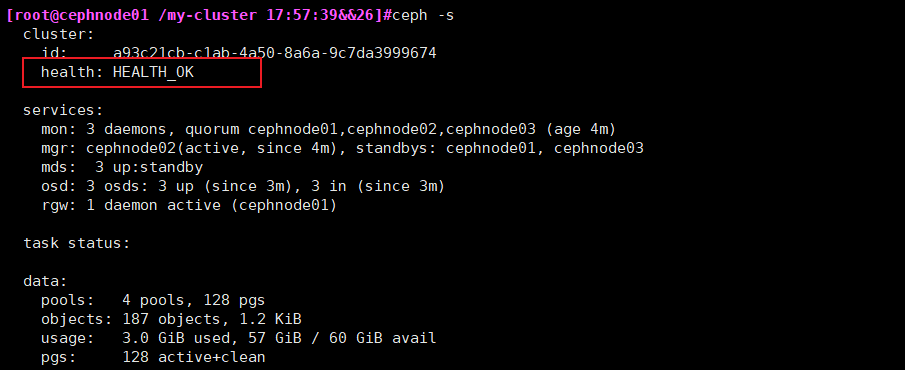 [root@cephnode01 /my-cluster 17:57:39&&26]#ceph -s
cluster:
id: a93c21cb-c1ab-4a50-8a6a-9c7da3999674
health: HEALTH_OK
services:
mon: 3 daemons, quorum cephnode01,cephnode02,cephnode03 (age 4m)
mgr: cephnode02(active, since 4m), standbys: cephnode01, cephnode03
mds:  3 up:standby
osd: 3 osds: 3 up (since 3m), 3 in (since 3m)
rgw: 1 daemon active (cephnode01)
task status:
data:
pools:   4 pools, 128 pgs
objects: 187 objects, 1.2 KiB
usage:   3.0 GiB used, 57 GiB / 60 GiB avail
pgs:     128 active+clean